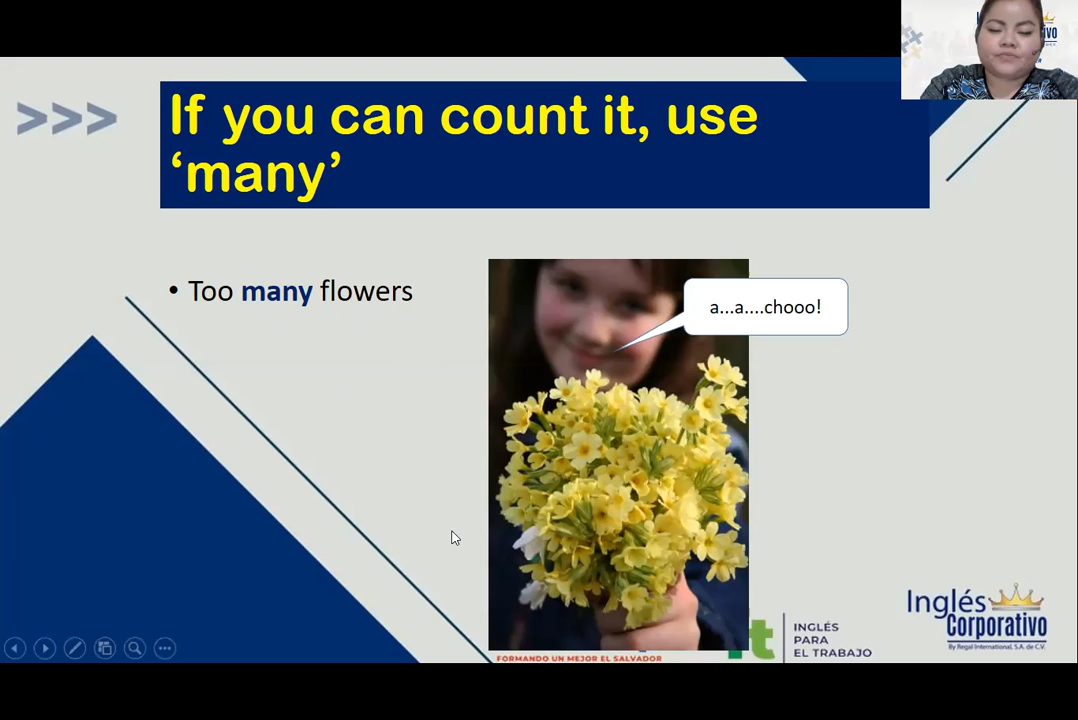 If you can count it, use
‘many’
• Too many flowers
a...a....chooo!
INGLÉS
PARA
EL TRABAJO
FORMANDO UN MEJOR EL SALVADOR
Inglés
Corporativo
By Regal International, S.A. de C.V.